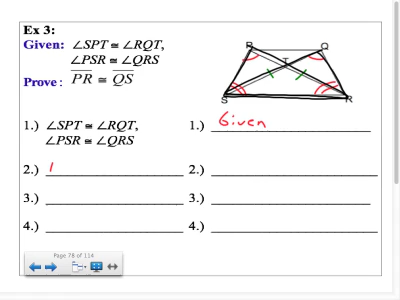 Ex 3:
Given: ∠SPT ≅ ∠RQT,
∠PSR ≅ ∠QRS
Prove: PR ≅ QS
P Q
T
S R
1.) ∠SPT ≅ ∠RQT, 1.) Given
∠PSR ≅ ∠QRS
2.) 2.)
3.) 3.)
4.) 4.)
Page 78 of 114